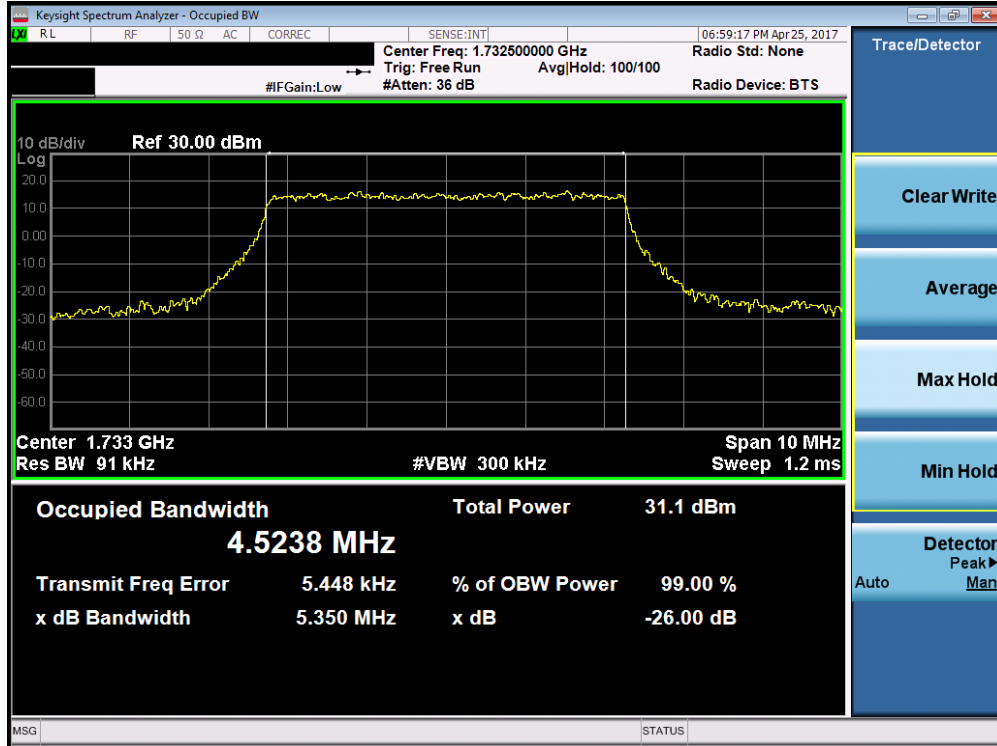 Keysight Spectrum Analyzer - Occupied BW
LXI RL RF 50 Ω AC CORREC SENSE:INT 06:59:17 PM Apr 25, 2017
Center Freq: 1.732500000 GHz Radio Std: None
Trig: Free Run Avg|Hold: 100/100
#IFGain:Low #Atten: 36 dB Radio Device: BTS
10 dB/div Ref 30.00 dBm
Log
20.0
10.0
0.00
-10.0
-20.0
-30.0
-40.0
-50.0
-60.0
Center 1.733 GHz Span 10 MHz
Res BW 91 kHz #VBW 300 kHz Sweep 1.2 ms
Occupied Bandwidth Total Power 31.1 dBm
4.5238 MHz
Transmit Freq Error 5.448 kHz % of OBW Power 99.00 %
x dB Bandwidth 5.350 MHz x dB -26.00 dB
MSG STATUS
Trace/Detector
Clear Write
Average
Max Hold
Min Hold
Detector
Peak▶
Auto Man